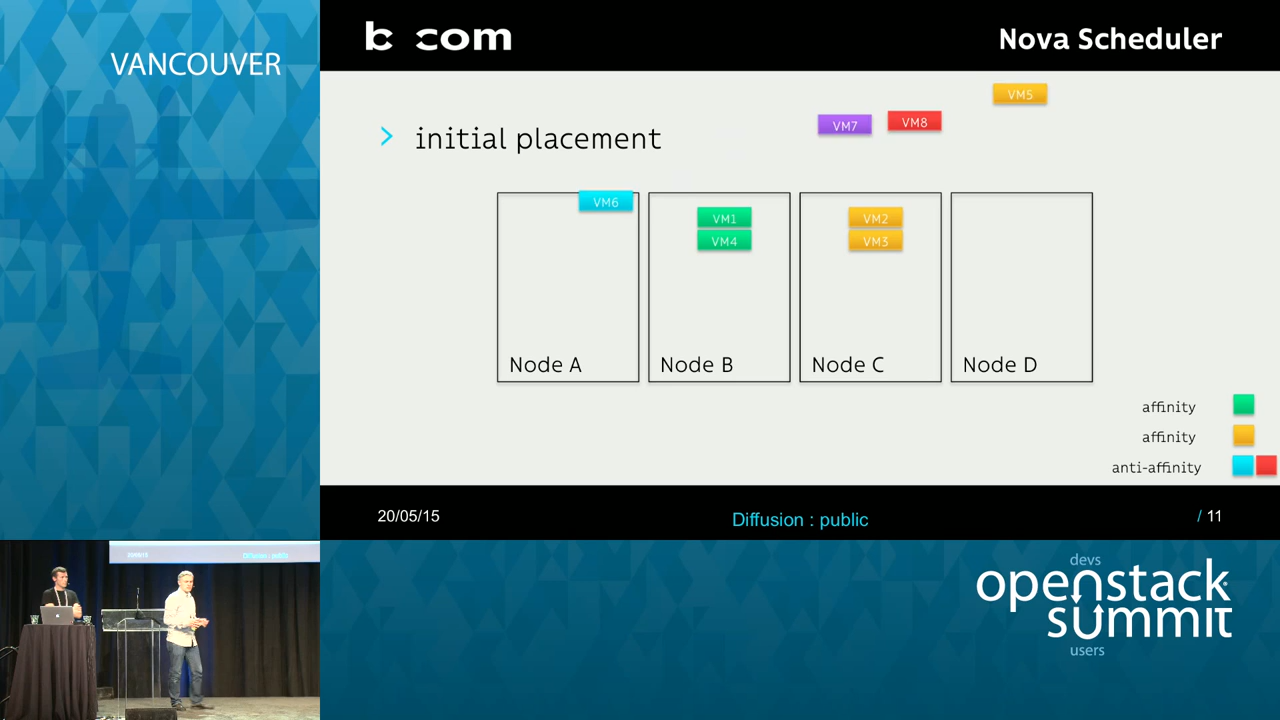 VANCOUVER
b com
Nova Scheduler
> initial placement
VM5
VM7
VM8
VM6
VM1
VM4
VM2
VM3
Node A
Node B
Node C
Node D
affinity
affinity
anti-affinity
20/05/15
Diffusion : public
/ 11
devs
openstack
summit
users